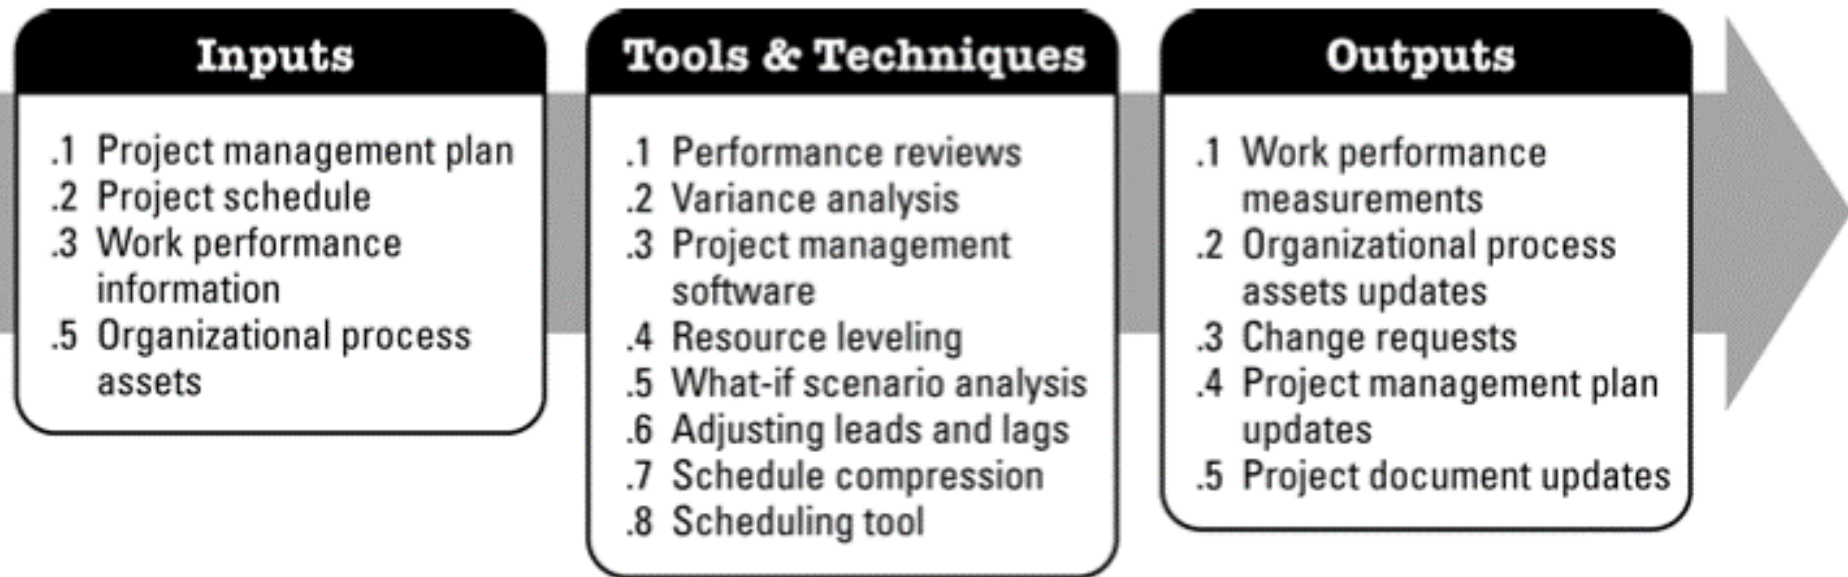 Inputs
.1 Project management plan
.2 Project schedule
.3 Work performance
information
.5 Organizational process
assets
Tools & Techniques
.1 Performance reviews
.2 Variance analysis
.3 Project management
software
.4 Resource leveling
.5 What-if scenario analysis
.6 Adjusting leads and lags
.7 Schedule compression
.8 Scheduling tool
Outputs
.1 Work performance
measurements
.2 Organizational process
assets updates
.3 Change requests
.4 Project management plan
updates
.5 Project document updates